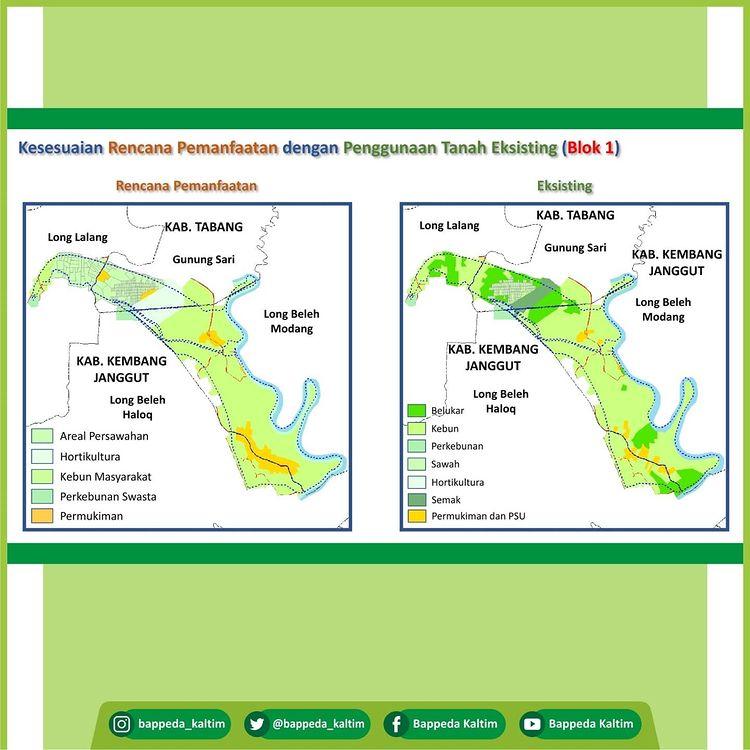 Kesesuaian Rencana Pemanfaatan dengan Penggunaan Tanah Eksisting (Blok 1)
Rencana Pemanfaatan
Long Lalang
KAB. TABANG
Gunung Sari
Long Beleh
Modang
KAB. KEMBANG
JANGGUT
Long Beleh
Haloq
Areal Persawahan
Hortikultura
Kebun Masyarakat
Perkebunan Swasta
Permukiman
Eksisting
Long Lalang
KAB. TABANG
Gunung Sari
KAB. KEMBANG
JANGGUT
Long Beleh
Modang
KAB. KEMBANG
JANGGUT
Long Beleh
Haloq
Belukar
Kebun
Perkebunan
Sawah
Hortikultura
Semak
Permukiman dan PSU
bappeda_kaltim
@bappeda_kaltim
Bappeda Kaltim
Bappeda Kaltim